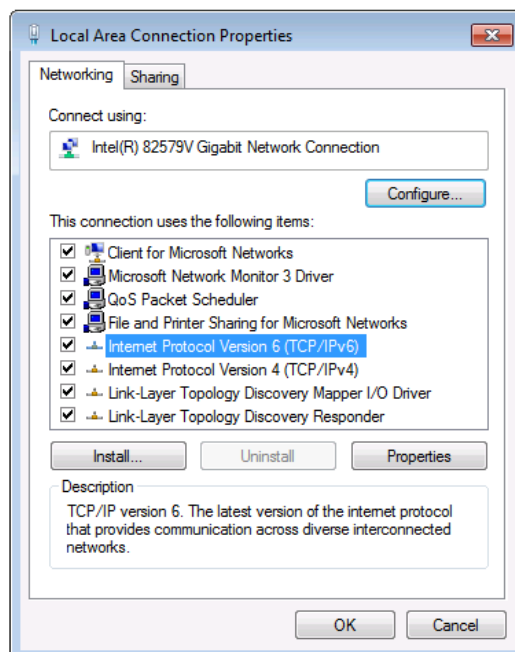 Local Area Connection Properties
Networking
Sharing
Connect using:
Intel(R) 82579V Gigabit Network Connection
Configure...
This connection uses the following items:
Client for Microsoft Networks
Microsoft Network Monitor 3 Driver
QoS Packet Scheduler
File and Printer Sharing for Microsoft Networks
Internet Protocol Version 6 (TCP/IPv6)
Internet Protocol Version 4 (TCP/IPv4)
Link-Layer Topology Discovery Mapper I/O Driver
Link-Layer Topology Discovery Responder
Install...
Uninstall
Properties
Description
TCP/IP version 6. The latest version of the internet protocol
that provides communication across diverse interconnected
networks.
OK
Cancel